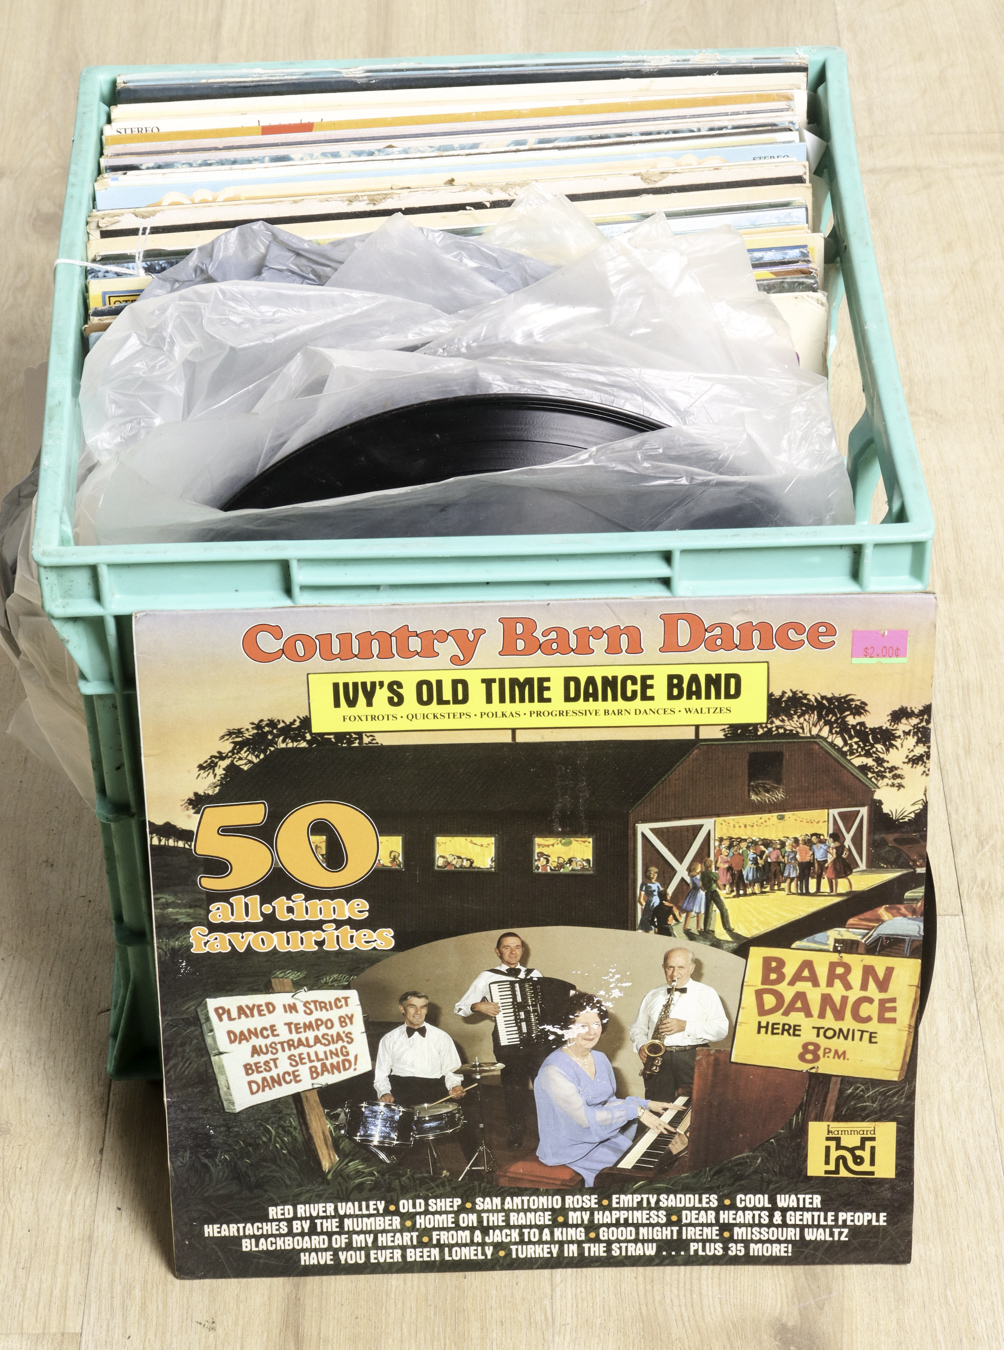 STEREO
STEREO
Country Barn Dance
$2.00¢
IVY'S OLD TIME DANCE BAND
FOXTROTS • QUICKSTEPS • POLKAS • PROGRESSIVE BARN DANCES • WALTZES
50
all·time
favourites
PLAYED IN STRICT
DANCE TEMPO BY
AUSTRALASIA'S
BEST SELLING
DANCE BAND!
BARN
DANCE
HERE TONITE
8 P.M.
hammard
RED RIVER VALLEY • OLD SHEP • SAN ANTONIO ROSE • EMPTY SADDLES • COOL WATER
HEARTACHES BY THE NUMBER • HOME ON THE RANGE • MY HAPPINESS • DEAR HEARTS & GENTLE PEOPLE
BLACKBOARD OF MY HEART • FROM A JACK TO A KING • GOOD NIGHT IRENE • MISSOURI WALTZ
HAVE YOU EVER BEEN LONELY • TURKEY IN THE STRAW . . . PLUS 35 MORE!